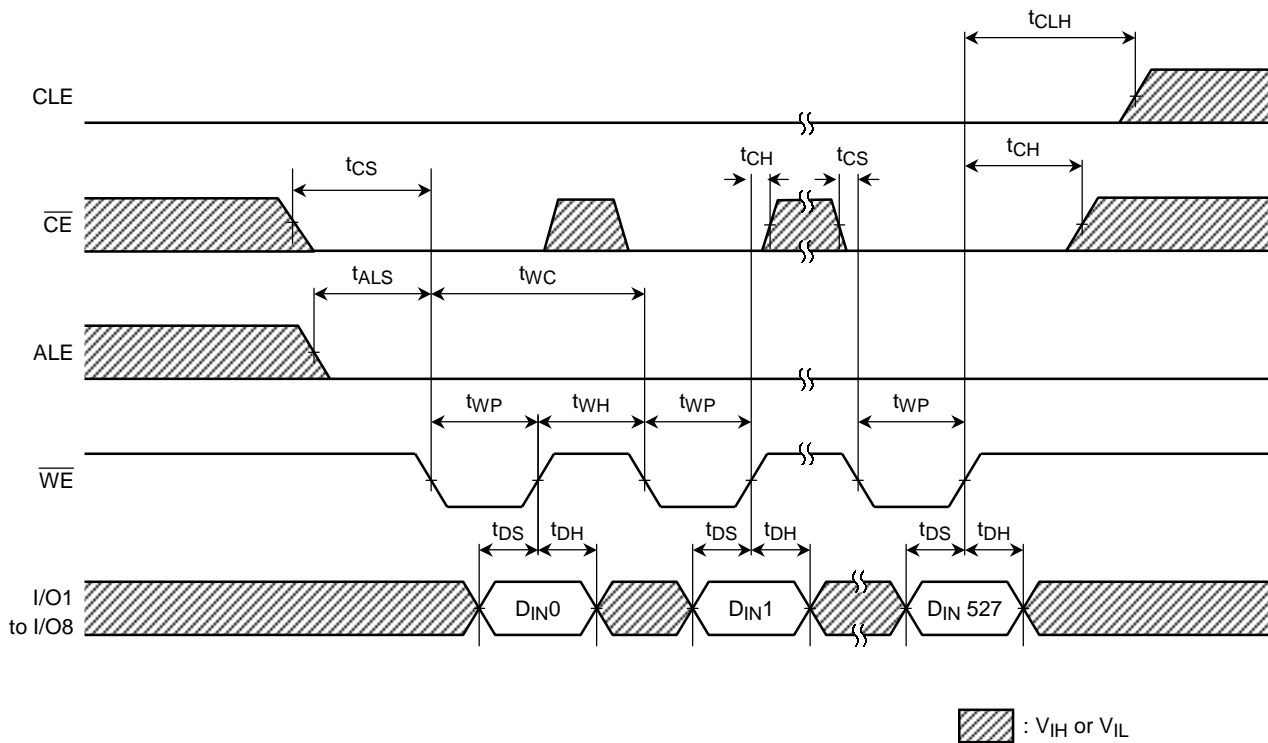 tCLH
CLE
tCH tCS tCH
tCS
CE
tALS tWC
ALE
tWP tWH tWP tWP
WE
tDS tDH tDS tDH tDS tDH
I/O1
to I/O8
DIN0 DIN1 DIN 527
: VIH or VIL